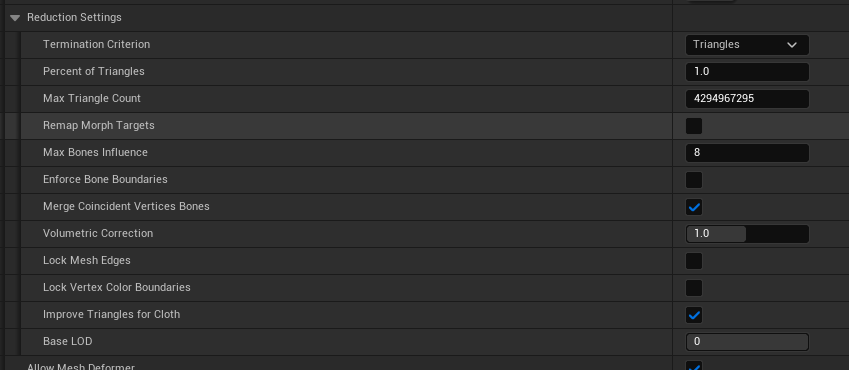 Reduction Settings
Termination Criterion Triangles
Percent of Triangles 1.0
Max Triangle Count 4294967295
Remap Morph Targets
Max Bones Influence 8
Enforce Bone Boundaries
Merge Coincident Vertices Bones
Volumetric Correction 1.0
Lock Mesh Edges
Lock Vertex Color Boundaries
Improve Triangles for Cloth
Base LOD 0
Allow Mesh Deformer